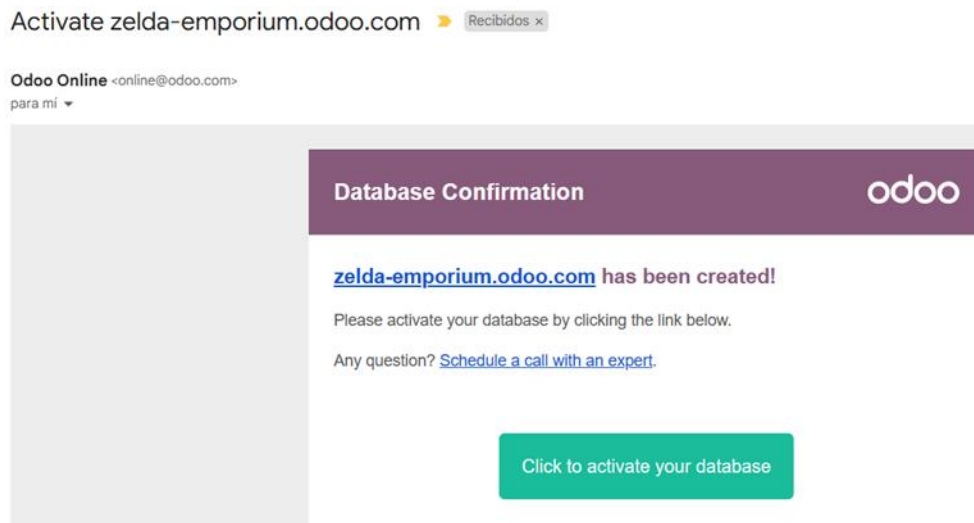 Activate zelda-emporium.odoo.com Recibidos ×
Odoo Online <online@odoo.com>
para mí
Database Confirmation odoo
zelda-emporium.odoo.com has been created!
Please activate your database by clicking the link below.
Any question? Schedule a call with an expert.
Click to activate your database